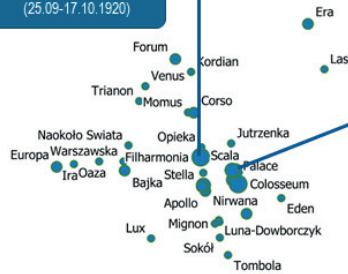 (25.09-17.10.1920)
Era
Forum
Kordian
Las
Venus
Trianon
Momus
Corso
Naokoło Swiata
Opieka
Jutrzenka
Europa
Warszawska
Filharmonia
Scala
Palace
Ira
Oaza
Stella
Bajka
Colosseum
Apollo
Nirwana
Eden
Mignon
Lux
Luna-Dowborczyk
Sokół
Tombola